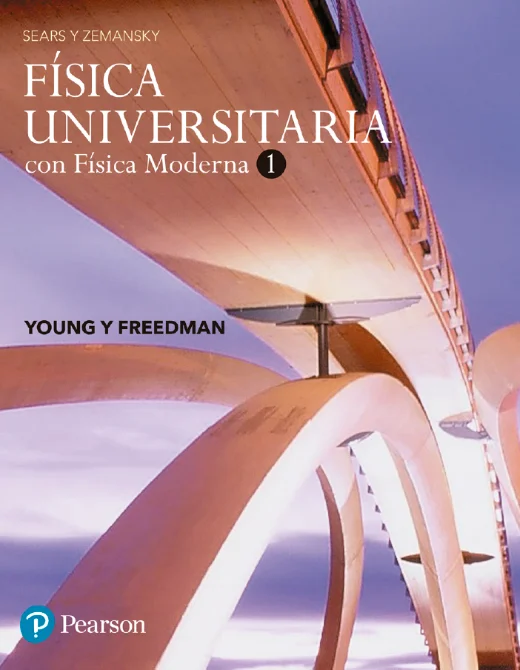 SEARS Y ZEMANSKY
FÍSICA
UNIVERSITARIA
con Física Moderna 1
YOUNG Y FREEDMAN
Pearson